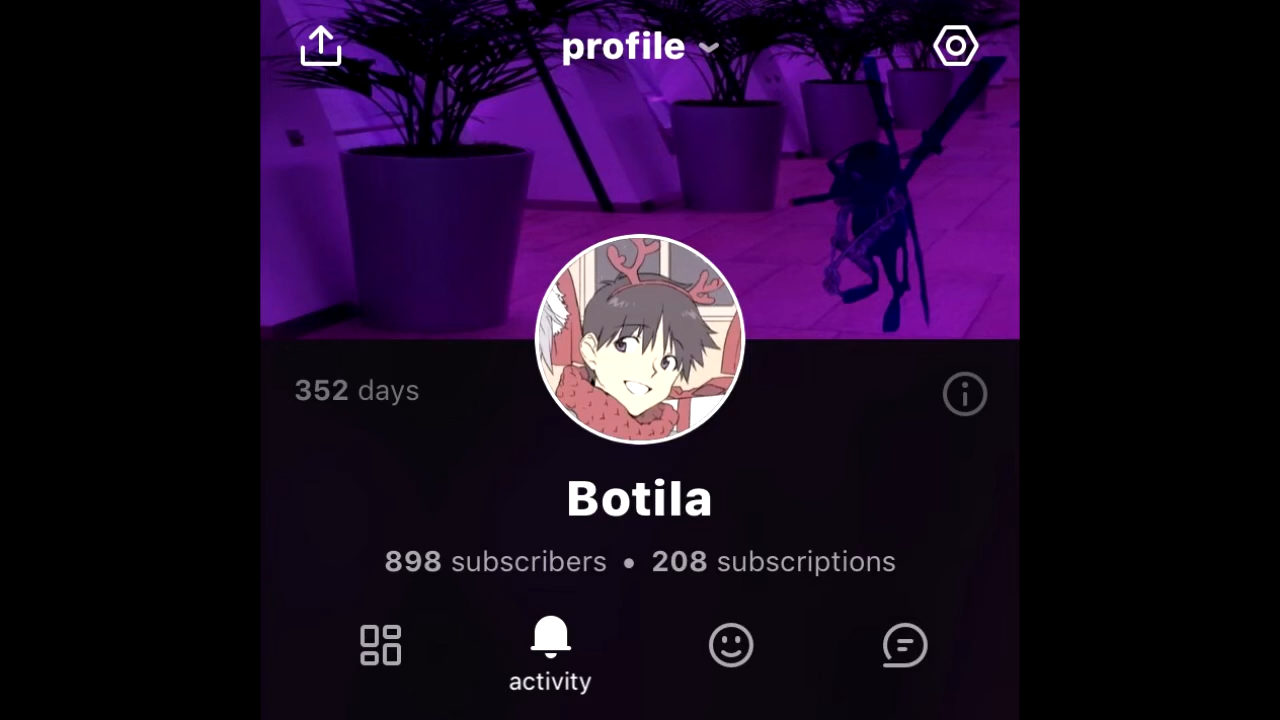 profile
352 days
Botila
898 subscribers • 208 subscriptions
activity